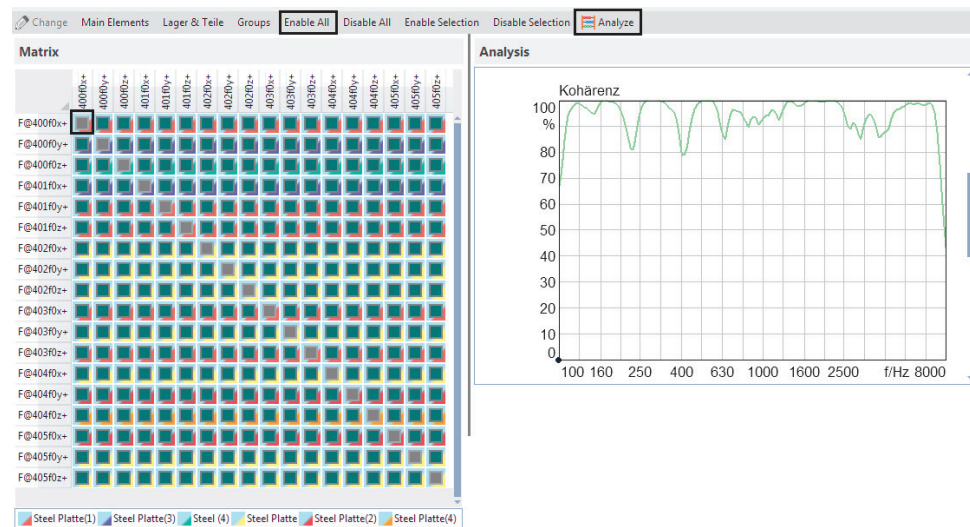 Change Main Elements Lager & Teile Groups Enable All Disable All Enable Selection Disable Selection Analyze
Matrix
Analysis
400f0x+ 400f0y+ 400f0z+ 401f0x+ 401f0y+ 401f0z+ 402f0x+ 402f0y+ 402f0z+ 403f0x+ 403f0y+ 403f0z+ 404f0x+ 404f0y+ 404f0z+ 405f0x+ 405f0y+ 405f0z+
F@400f0x+
F@400f0y+
F@400f0z+
F@401f0x+
F@401f0y+
F@401f0z+
F@402f0x+
F@402f0y+
F@402f0z+
F@403f0x+
F@403f0y+
F@403f0z+
F@404f0x+
F@404f0y+
F@404f0z+
F@405f0x+
F@405f0y+
F@405f0z+
Steel Platte(1) Steel Platte(3) Steel (4) Steel Platte Steel Platte(2) Steel Platte(4)
Kohärenz
100
%
80
70
60
50
40
30
20
10
0
100 160 250 400 630 1000 1600 2500 f/Hz 8000